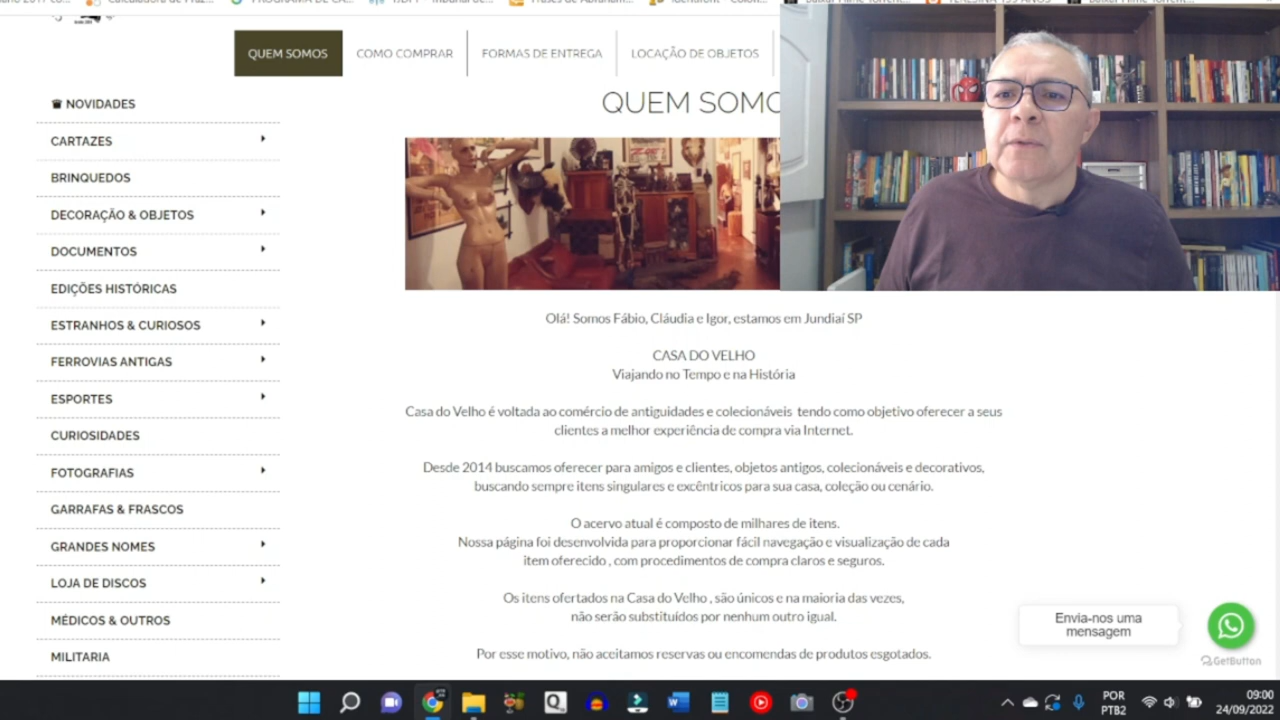 QUEM SOMOS
COMO COMPRAR
FORMAS DE ENTREGA
LOCAÇÃO DE OBJETOS
NOVIDADES
CARTAZES
BRINQUEDOS
DECORAÇÃO & OBJETOS
DOCUMENTOS
EDIÇÕES HISTÓRICAS
ESTRANHOS & CURIOSOS
FERROVIAS ANTIGAS
ESPORTES
CURIOSIDADES
FOTOGRAFIAS
GARRAFAS & FRASCOS
GRANDES NOMES
LOJA DE DISCOS
MÉDICOS & OUTROS
MILITARIA
QUEM SOMO
Olá! Somos Fábio, Cláudia e Igor, estamos em Jundiaí SP
CASA DO VELHO
Viajando no Tempo e na História
Casa do Velho é voltada ao comércio de antiguidades e colecionáveis tendo como objetivo oferecer a seus
clientes a melhor experiência de compra via Internet.
Desde 2014 buscamos oferecer para amigos e clientes, objetos antigos, colecionáveis e decorativos,
buscando sempre itens singulares e excêntricos para sua casa, coleção ou cenário.
O acervo atual é composto de milhares de itens.
Nossa página foi desenvolvida para proporcionar fácil navegação e visualização de cada
item oferecido , com procedimentos de compra claros e seguros.
Os itens ofertados na Casa do Velho , são únicos e na maioria das vezes,
não serão substituídos por nenhum outro igual.
Por esse motivo, não aceitamos reservas ou encomendas de produtos esgotados.
Envia-nos uma
mensagem
GetButton
POR
PTB2
09:00
24/09/2022